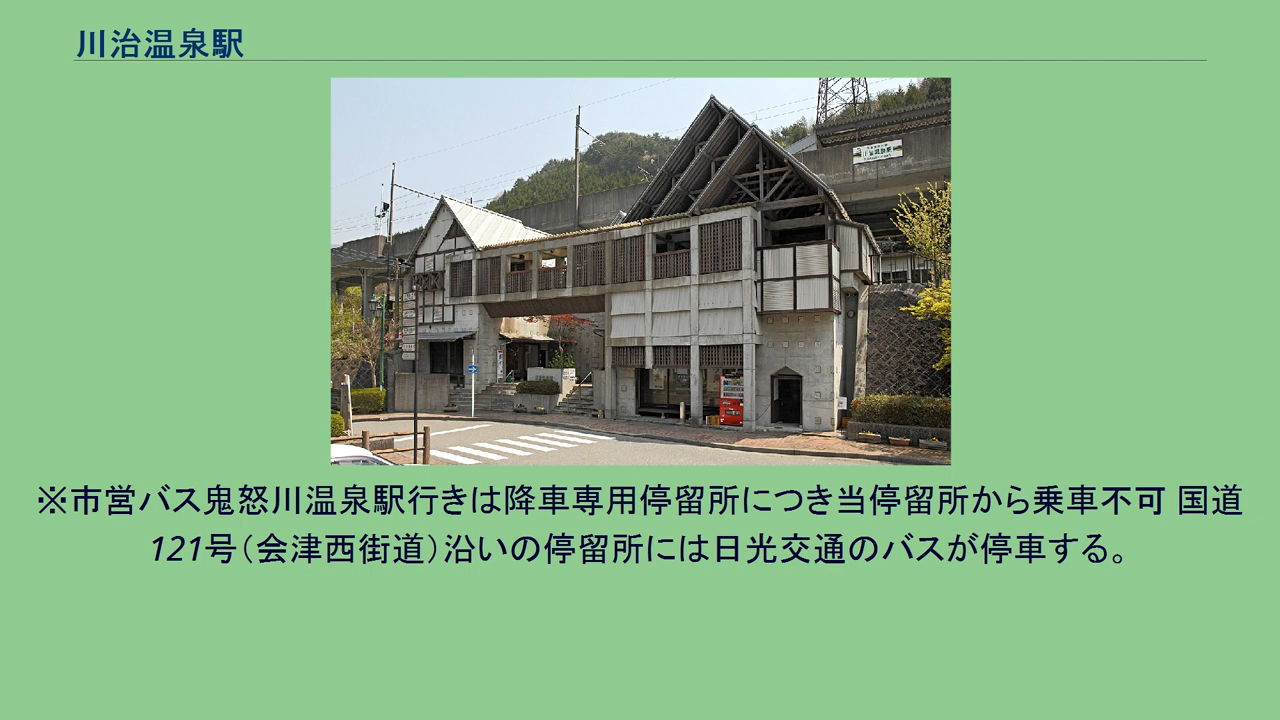 川治温泉駅
※市営バス鬼怒川温泉駅行きは降車専用停留所につき当停留所から乗車不可 国道
121号（会津西街道）沿いの停留所には日光交通のバスが停車する。